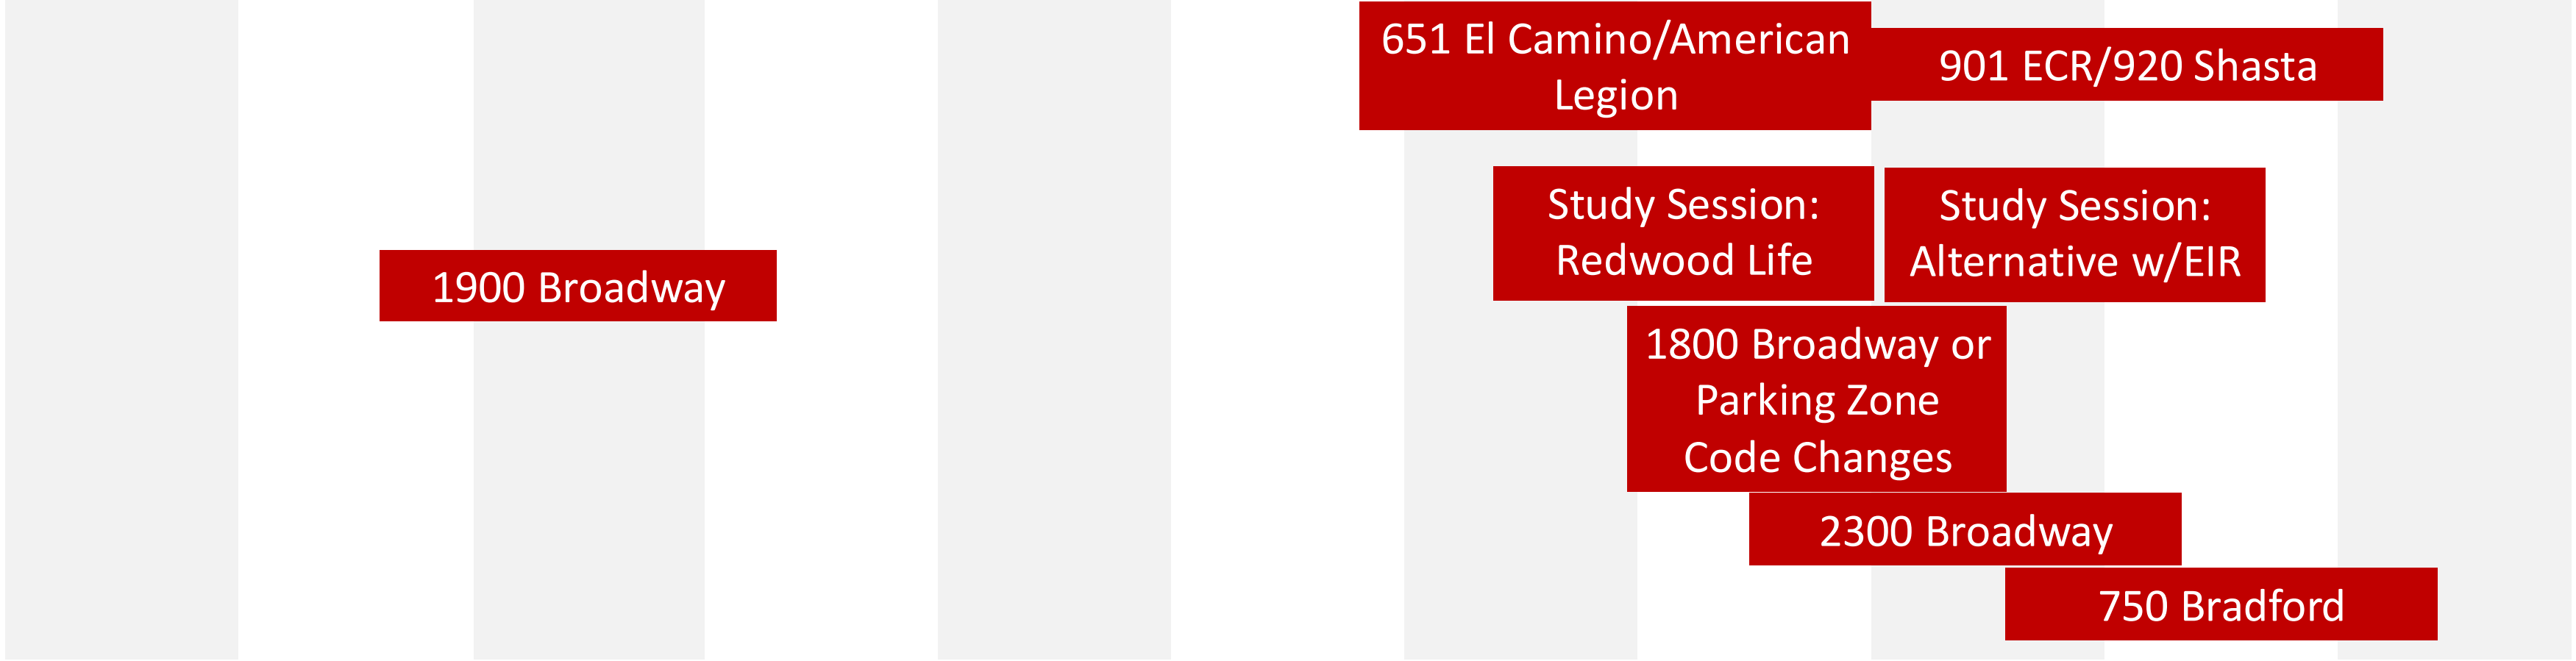 651 El Camino/American
Legion
901 ECR/920 Shasta
Study Session:
Redwood Life
Study Session:
Alternative w/EIR
1900 Broadway
1800 Broadway or
Parking Zone
Code Changes
2300 Broadway
750 Bradford